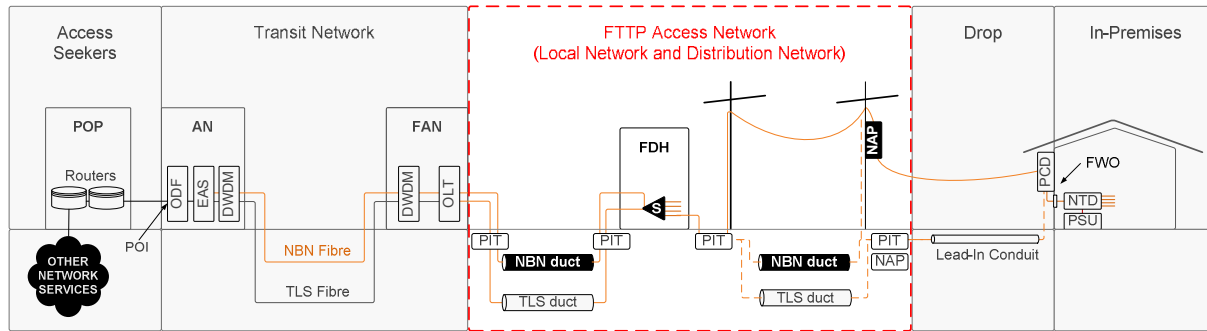 Access
Seekers
Transit Network
FTTP Access Network
(Local Network and Distribution Network)
Drop
In-Premises
POP
Routers
OTHER
NETWORK
SERVICES
POI
AN
ODF
EAS
DWDM
NBN Fibre
TLS Fibre
FAN
DWDM
OLT
PIT
NBN duct
TLS duct
PIT
FDH
S
PIT
NBN duct
TLS duct
NAP
PIT
NAP
Lead-In Conduit
PCD
FWO
NTD
PSU